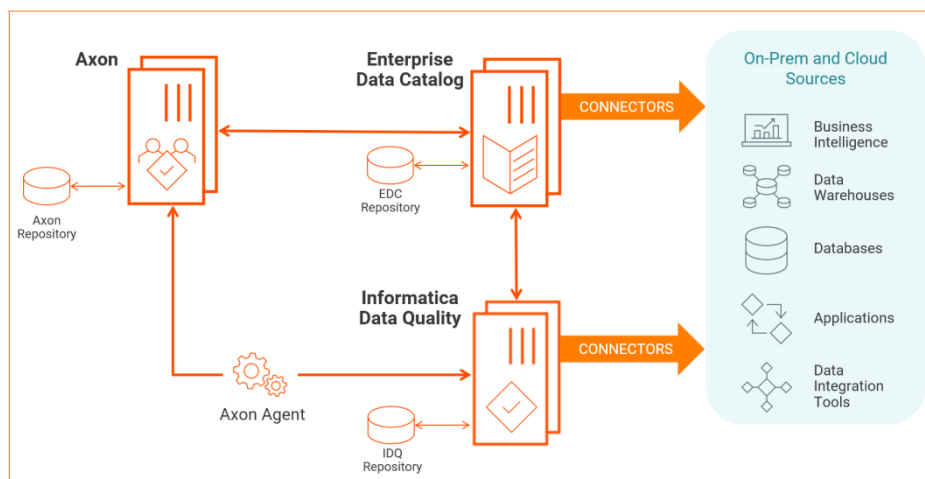 Axon
Enterprise
Data Catalog
On-Prem and Cloud
Sources
CONNECTORS
Business
Intelligence
EDC
Repository
Axon
Repository
Data
Warehouses
Databases
Informatica
Data Quality
Applications
CONNECTORS
Axon Agent
Data
Integration
Tools
IDQ
Repository